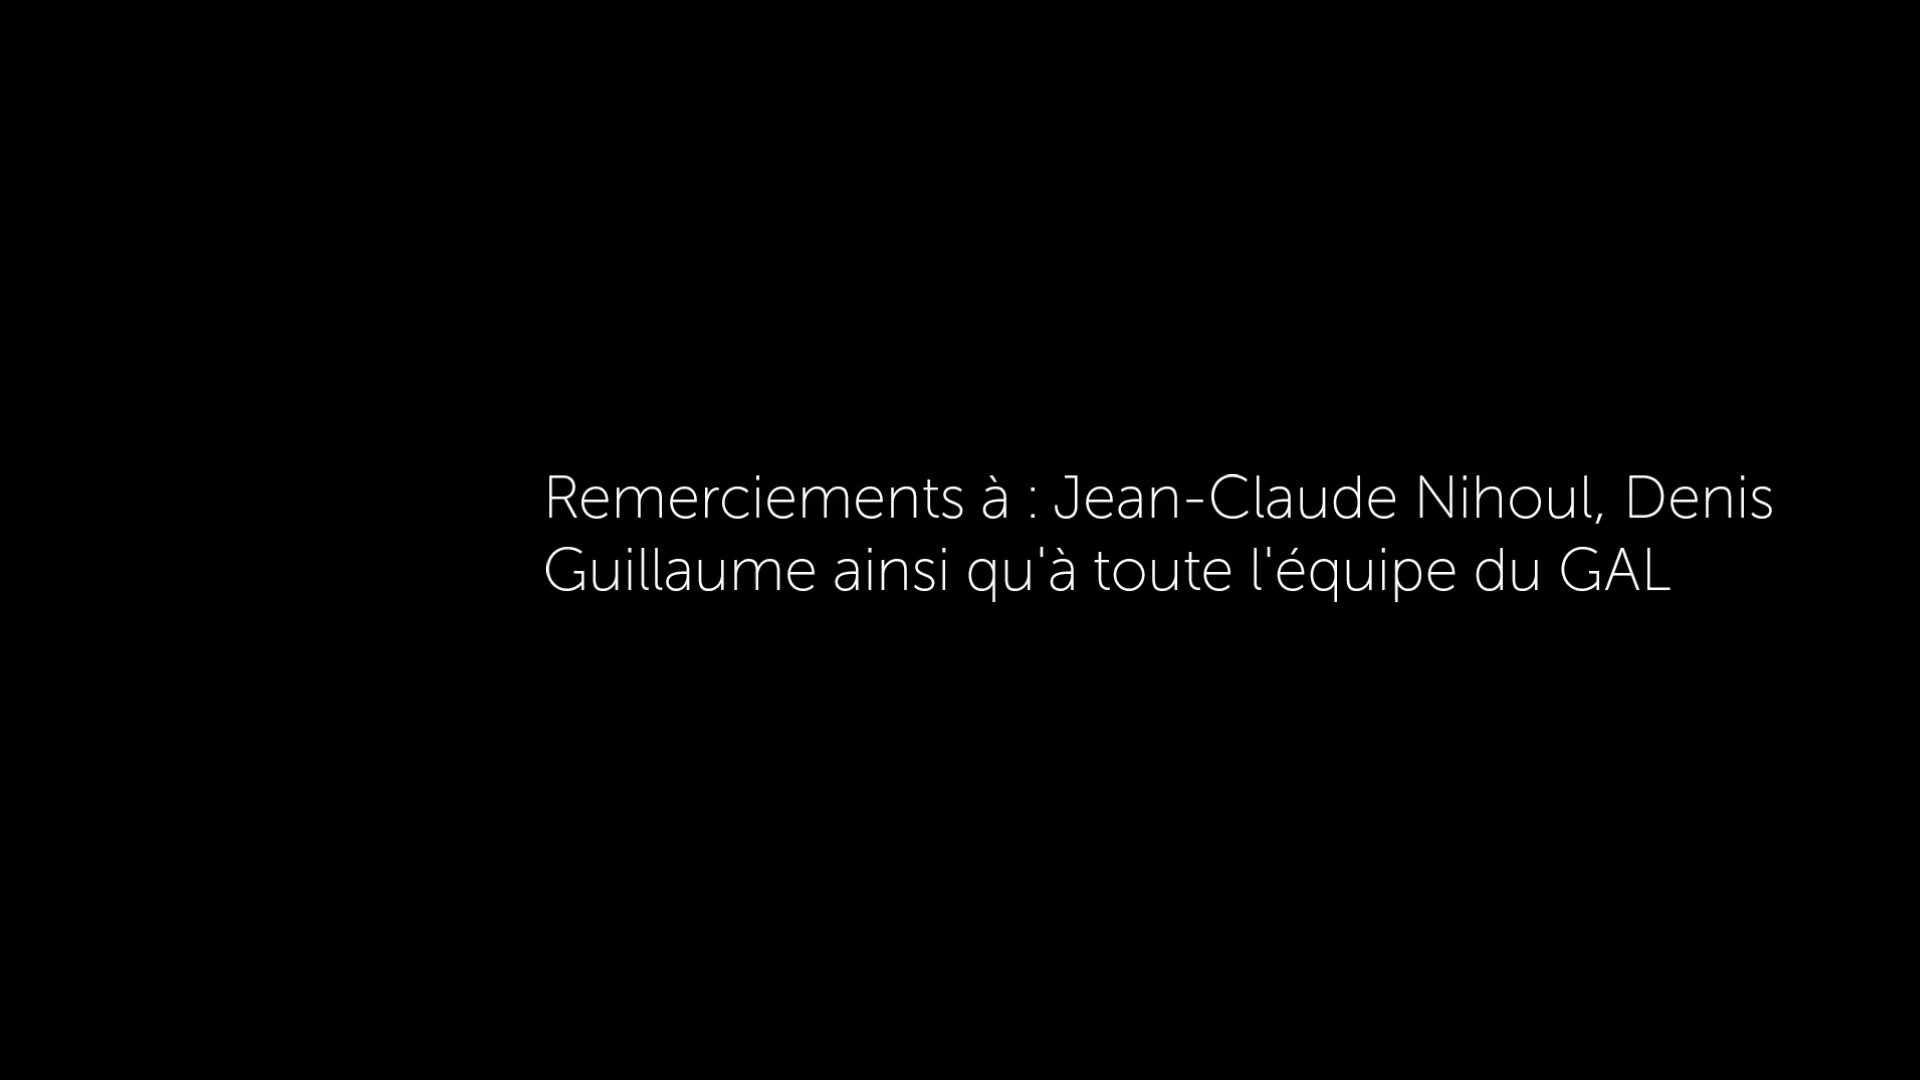 Remerciements à : Jean-Claude Nihoul, Denis
Guillaume ainsi qu'à toute l'équipe du GAL